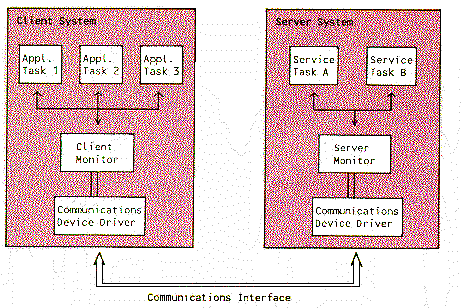 Client System
Server System
Appl.
Task 1
Appl.
Task 2
Appl.
Task 3
Service
Task A
Service
Task B
Client
Monitor
Server
Monitor
Communications
Device Driver
Communications
Device Driver
Communications Interface